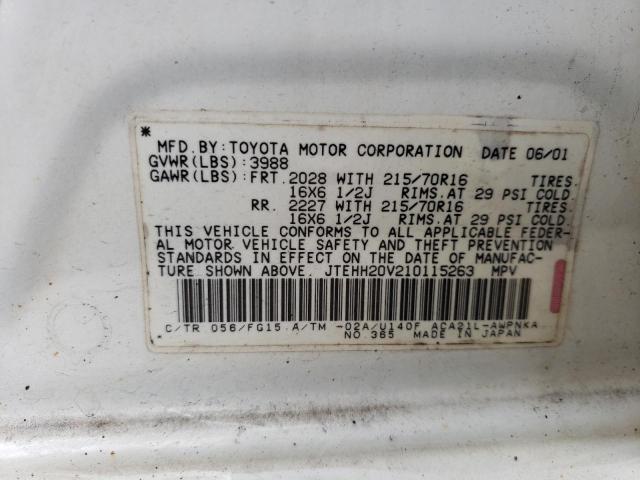 *
MFD. BY: TOYOTA MOTOR CORPORATION DATE 06/01
GVWR(LBS):3988
GAWR(LBS):FRT. 2028 WITH 215/70R16 TIRES.
16X6 1/2J RIMS.AT 29 PSI COLD
RR. 2227 WITH 215/70R16 TIRES.
16X6 1/2J RIMS.AT 29 PSI COLD.
THIS VEHICLE CONFORMS TO ALL APPLICABLE FEDER-
AL MOTOR VEHICLE SAFETY AND THEFT PREVENTION
STANDARDS IN EFFECT ON THE DATE OF MANUFAC-
TURE SHOWN ABOVE. JTEHH20V210115263 MPV
C/TR 056/FG15 A/TM -02A/U140F ACA21L-AWPNKA
NO.365 MADE IN JAPAN